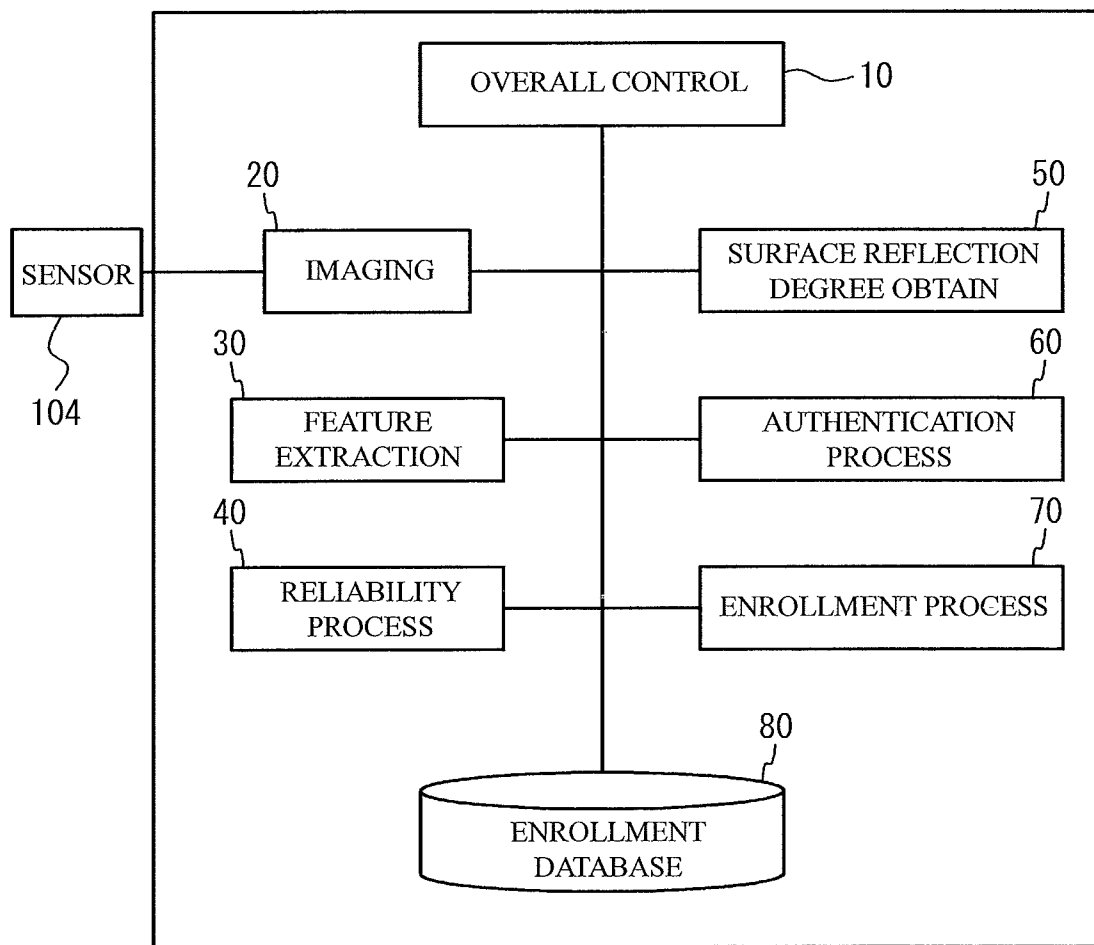 OVERALL CONTROL
10
20
50
SENSOR
IMAGING
SURFACE REFLECTION
DEGREE OBTAIN
104
30
60
FEATURE
EXTRACTION
AUTHENTICATION
PROCESS
40
70
RELIABILITY
PROCESS
ENROLLMENT PROCESS
80
ENROLLMENT
DATABASE